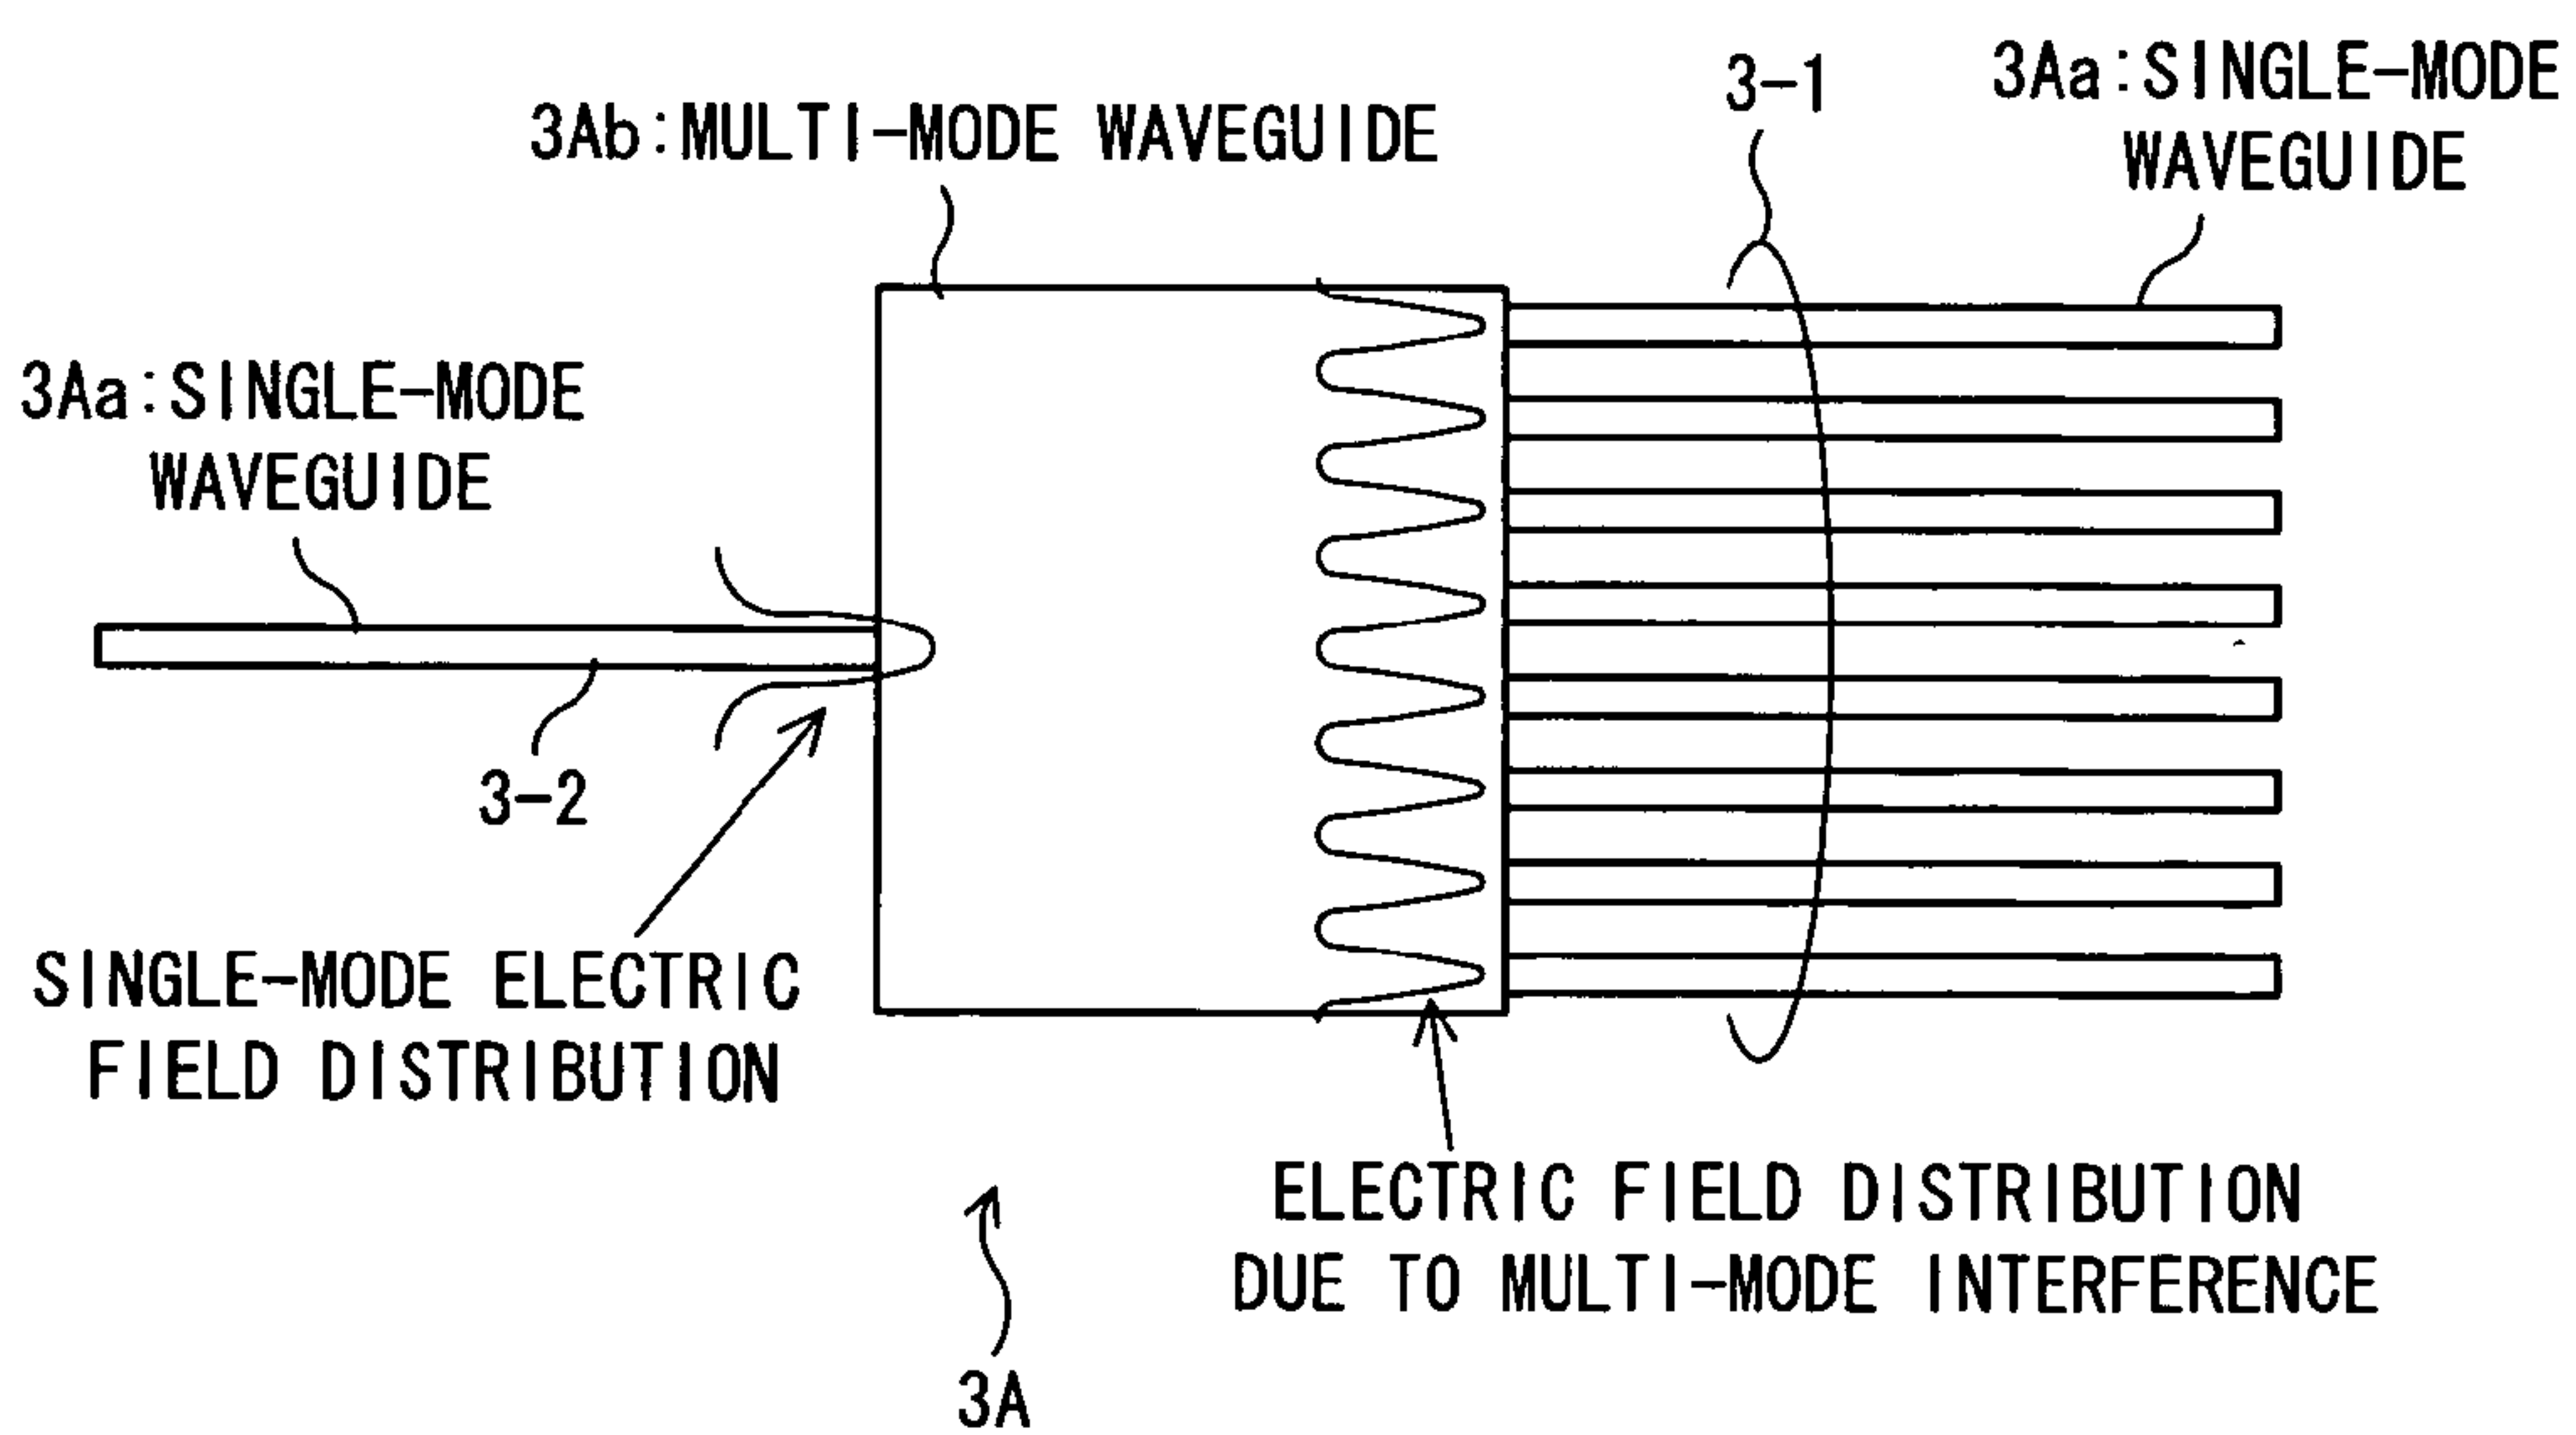 3-1
3Aa:SINGLE-MODE
WAVEGUIDE
3Ab:MULTI-MODE WAVEGUIDE
3Aa:SINGLE-MODE
WAVEGUIDE
3-2
SINGLE-MODE ELECTRIC
FIELD DISTRIBUTION
ELECTRIC FIELD DISTRIBUTION
DUE TO MULTI-MODE INTERFERENCE
3A